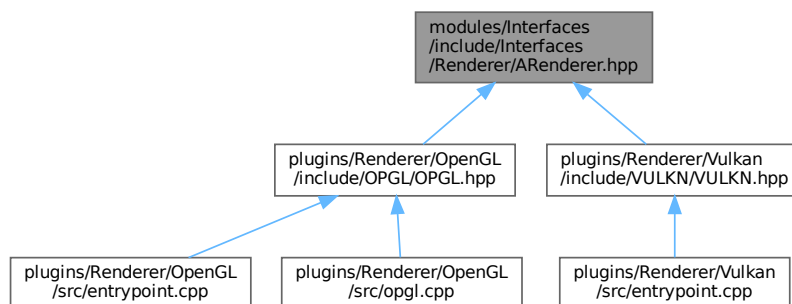 modules/Interfaces
/include/Interfaces
/Renderer/ARenderer.hpp
plugins/Renderer/OpenGL
/include/OPGL/OPGL.hpp
plugins/Renderer/Vulkan
/include/VULKN/VULKN.hpp
plugins/Renderer/OpenGL
/src/entrypoint.cpp
plugins/Renderer/OpenGL
/src/opgl.cpp
plugins/Renderer/Vulkan
/src/entrypoint.cpp